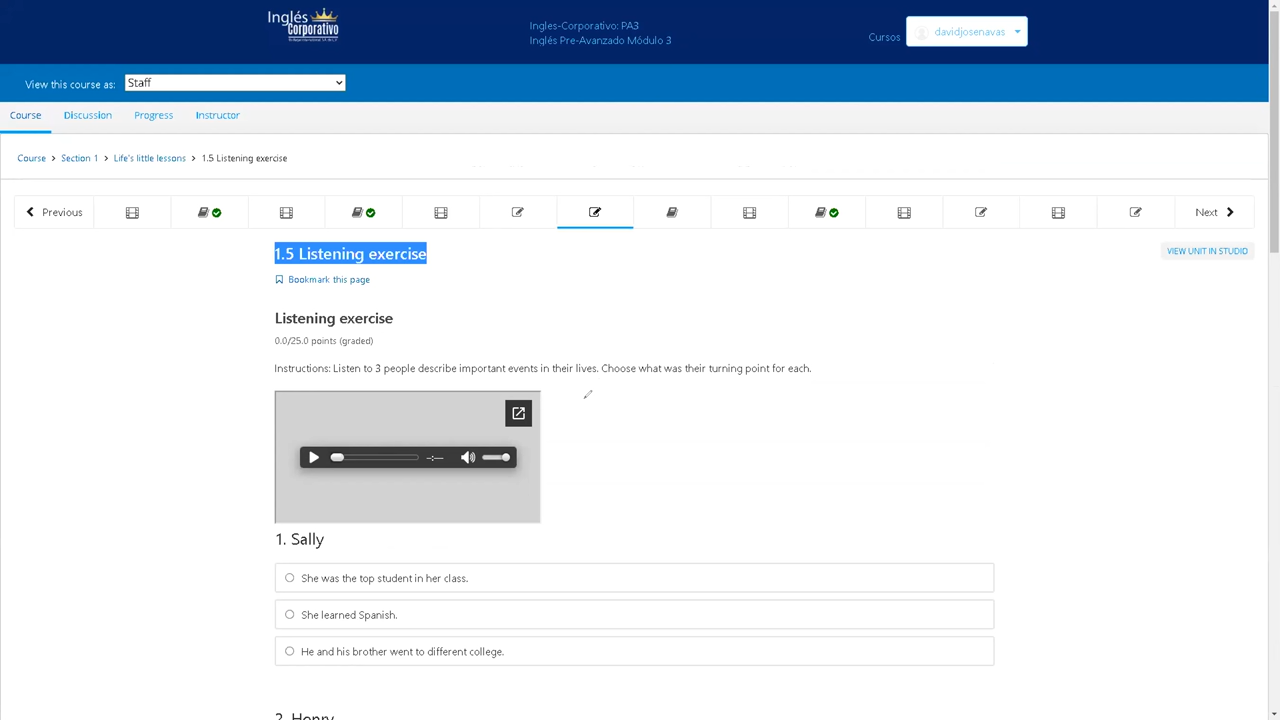 Inglés
Corporativo
Ingles-Corporativo: PA3
Inglés Pre-Avanzado Módulo 3
Cursos
davidjosenavas
View this course as:
Staff
Course Discussion Progress Instructor
Course > Section 1 > Life's little lessons > 1.5 Listening exercise
Previous
Next
1.5 Listening exercise
VIEW UNIT IN STUDIO
Bookmark this page
Listening exercise
0.0/25.0 points (graded)
Instructions: Listen to 3 people describe important events in their lives. Choose what was their turning point for each.
-:--
1. Sally
She was the top student in her class.
She learned Spanish.
He and his brother went to different college.
2. Henry